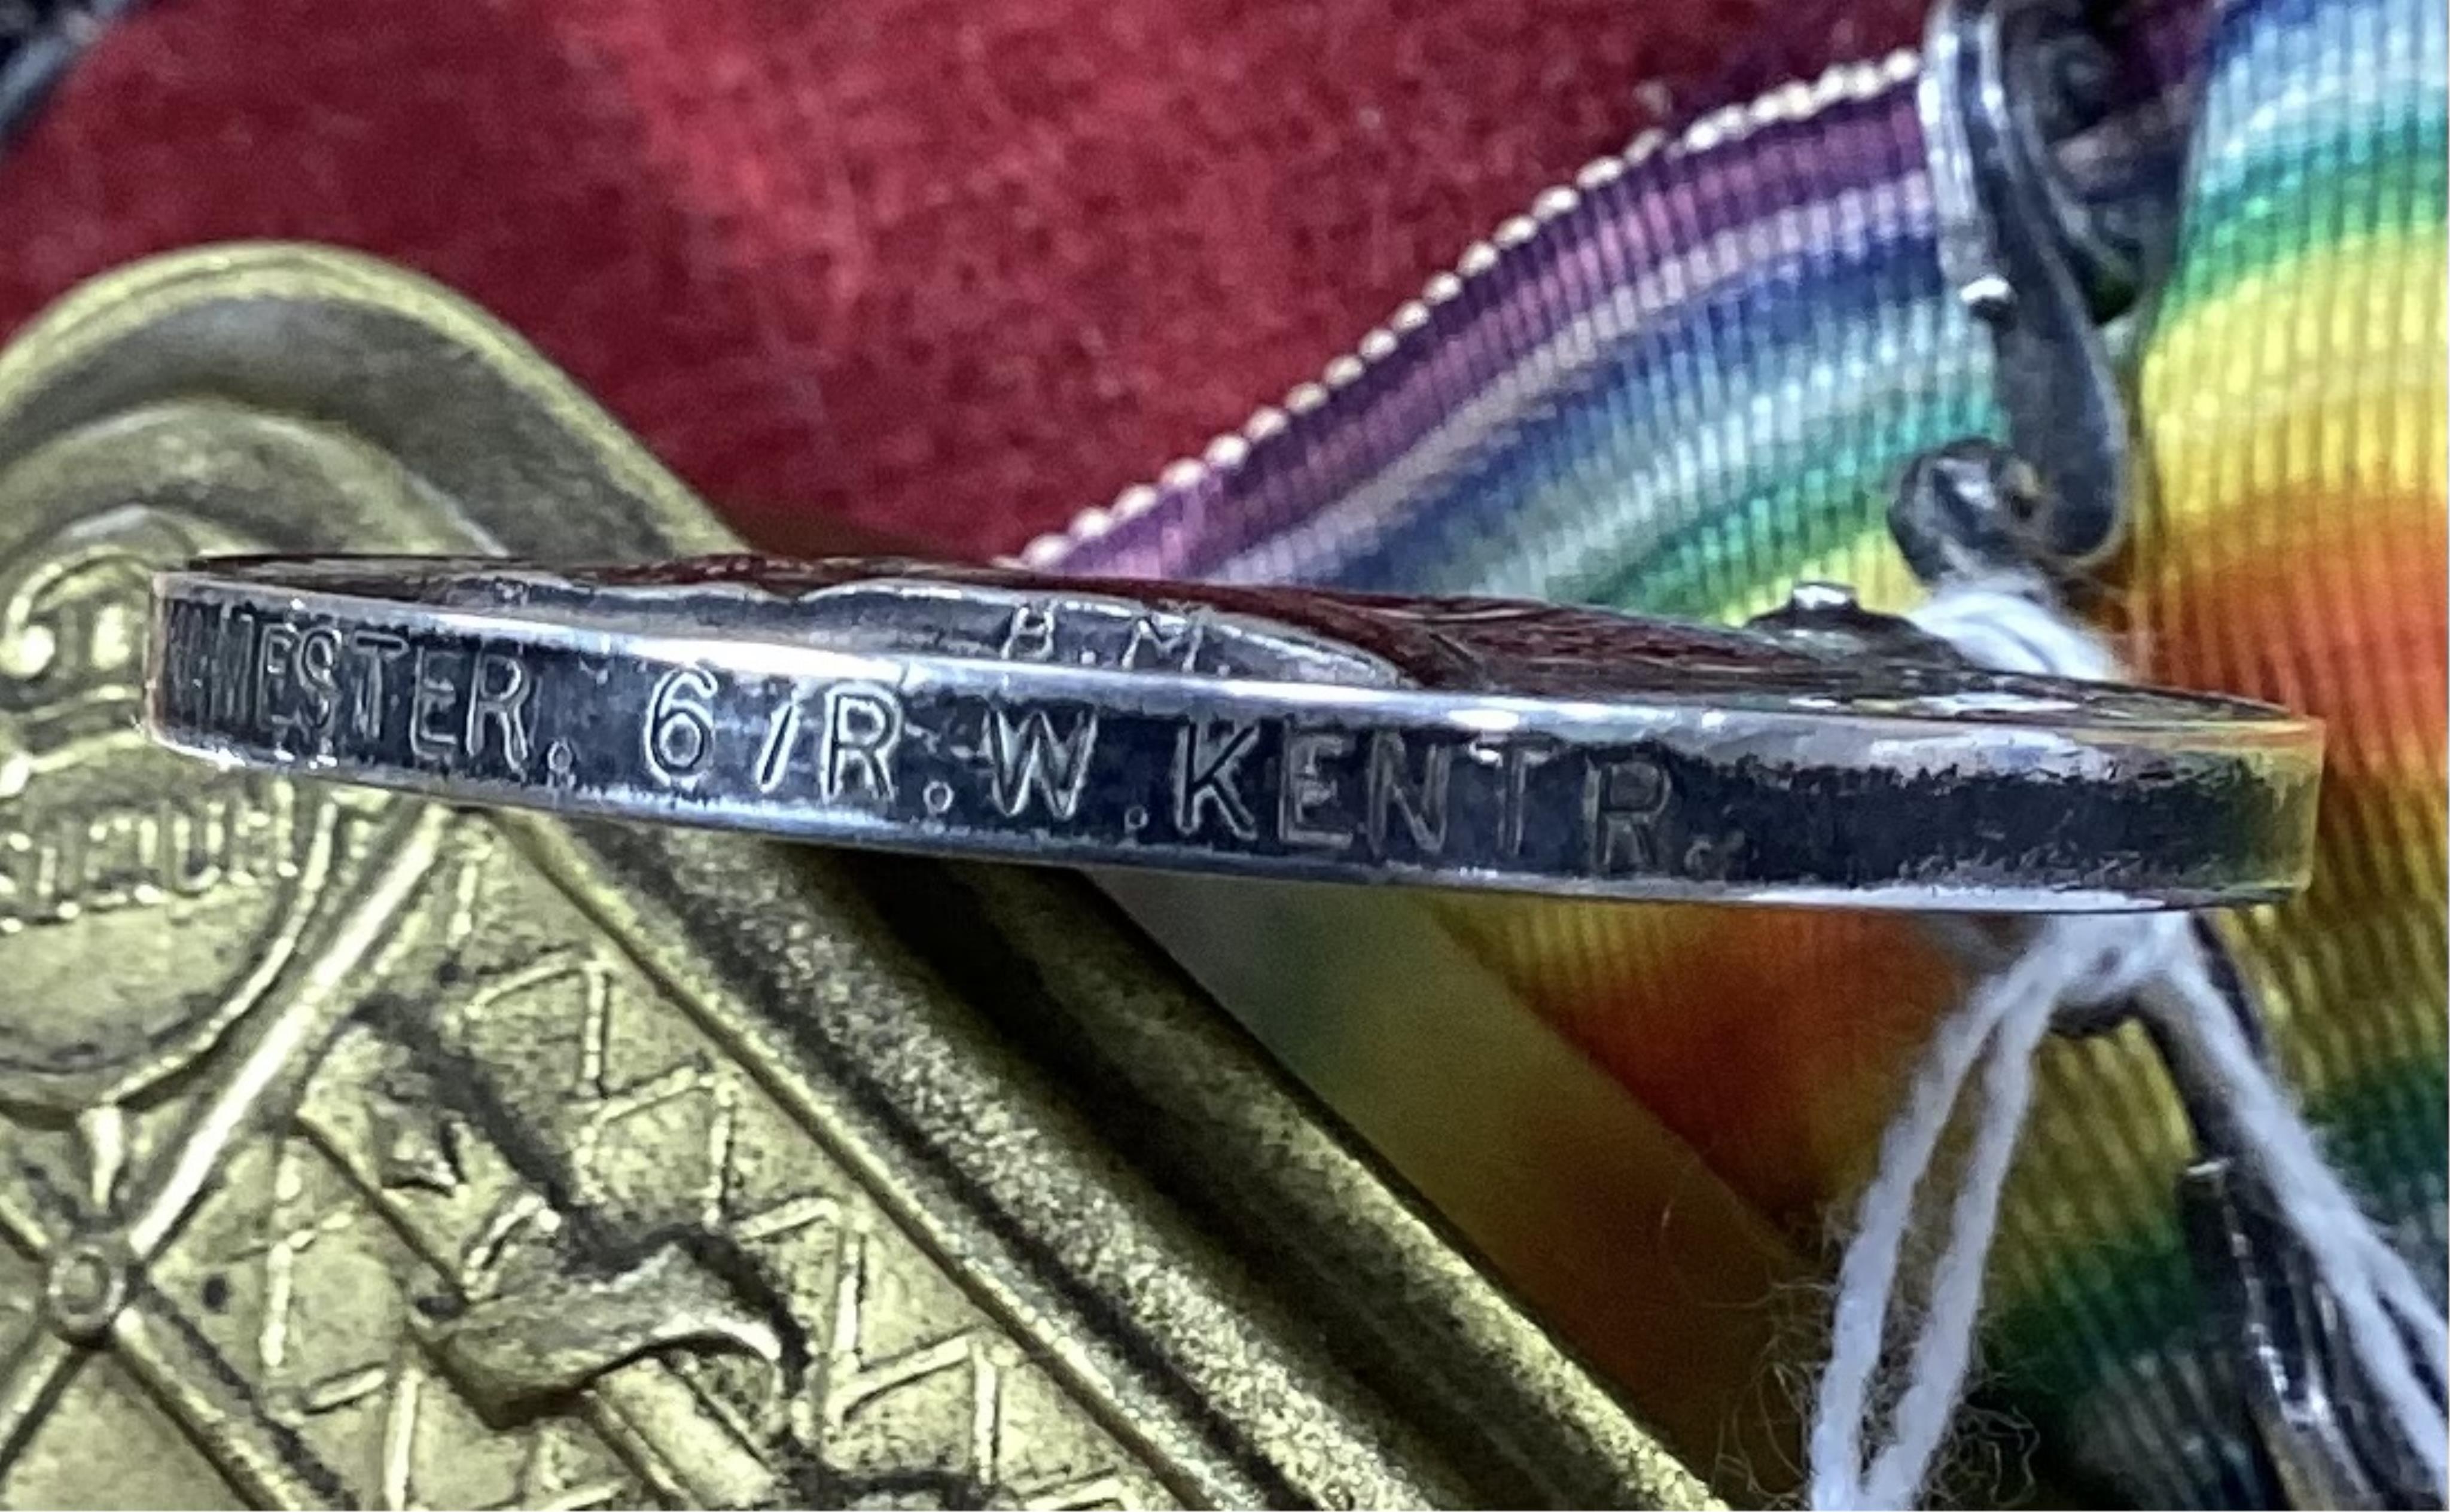 B.M.
MESTER. 6/R.W.KENT R.